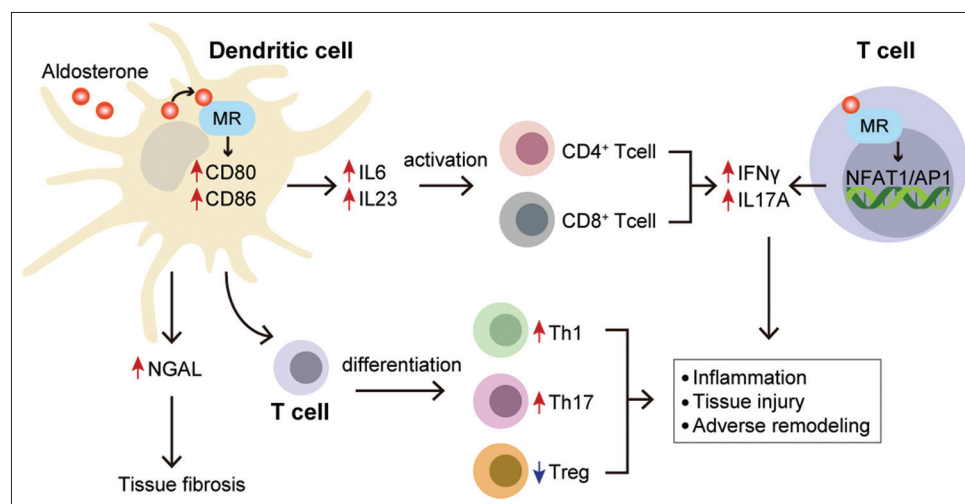 Dendritic cell
T cell
Aldosterone
MR
MR
CD80
CD86
IL6
IL23
activation
CD4⁺ Tcell
CD8⁺ Tcell
IFNγ
IL17A
NFAT1/AP1
NGAL
T cell
differentiation
Th1
Th17
Treg
• Inflammation
• Tissue injury
• Adverse remodeling
Tissue fibrosis